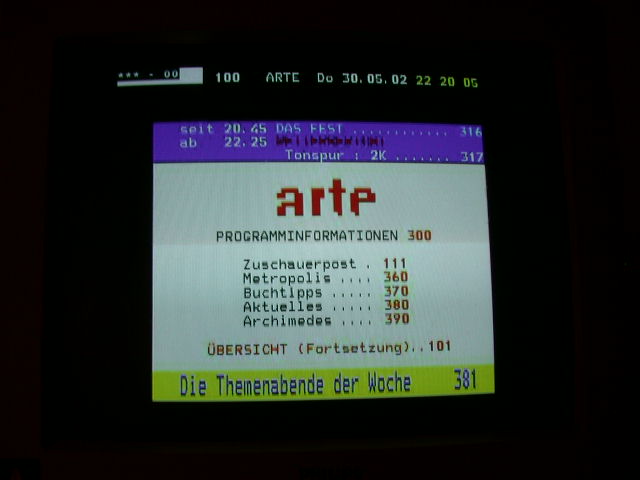 *** - 00 100 ARTE Do 30.05.02 22 20 05
seit 20.45 DAS FEST ............ 316
ab 22.25
Tonspur : 2K ....... 317
arte
PROGRAMMINFORMATIONEN 300
Zuschauerpost . 111
Metropolis .... 360
Buchtipps ..... 370
Aktuelles ..... 380
Archimedes .... 390
ÜBERSICHT (Fortsetzung)..101
Die Themenabende der Woche 381